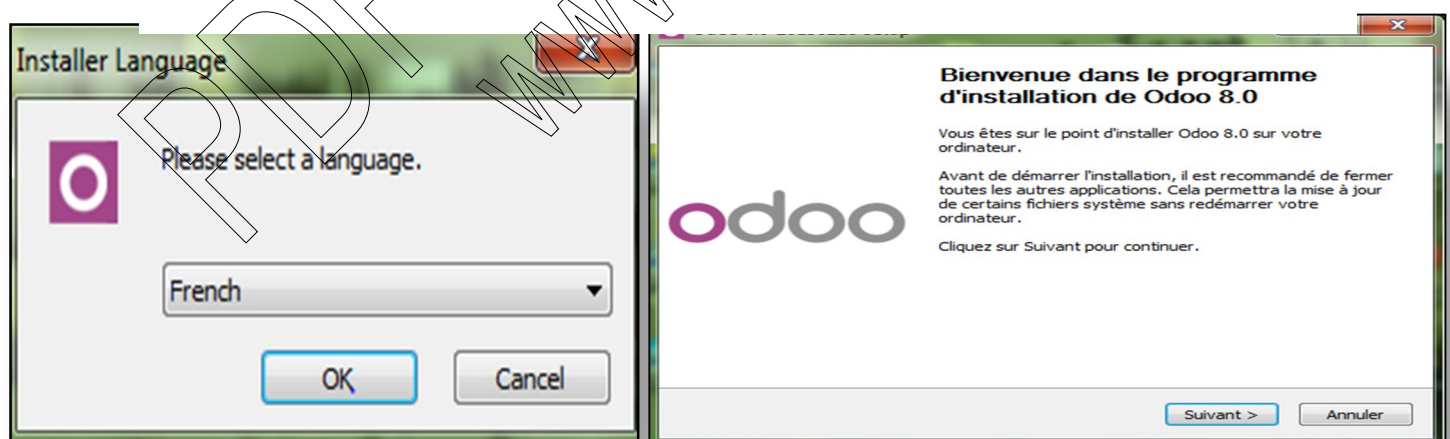 Installer Language
Please select a language.
French
OK
Cancel
Bienvenue dans le programme
d'installation de Odoo 8.0
Vous êtes sur le point d'installer Odoo 8.0 sur votre
ordinateur.
Avant de démarrer l'installation, il est recommandé de fermer
toutes les autres applications. Cela permettra la mise à jour
de certains fichiers système sans redémarrer votre
ordinateur.
odoo
Cliquez sur Suivant pour continuer.
Suivant >
Annuler